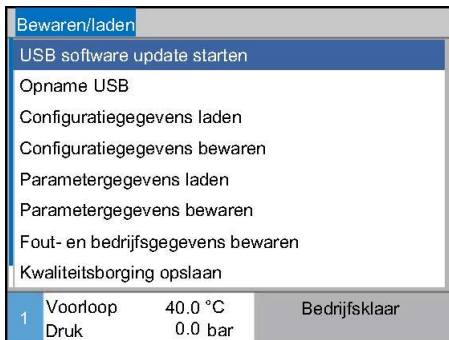 Bewaren/laden
USB software update starten
Opname USB
Configuratiegegevens laden
Configuratiegegevens bewaren
Parametergegevens laden
Parametergegevens bewaren
Fout- en bedrijfsgegevens bewaren
Kwaliteitsborging opslaan
1 Voorloop 40.0 °C Bedrijfsklaar
Druk 0.0 bar